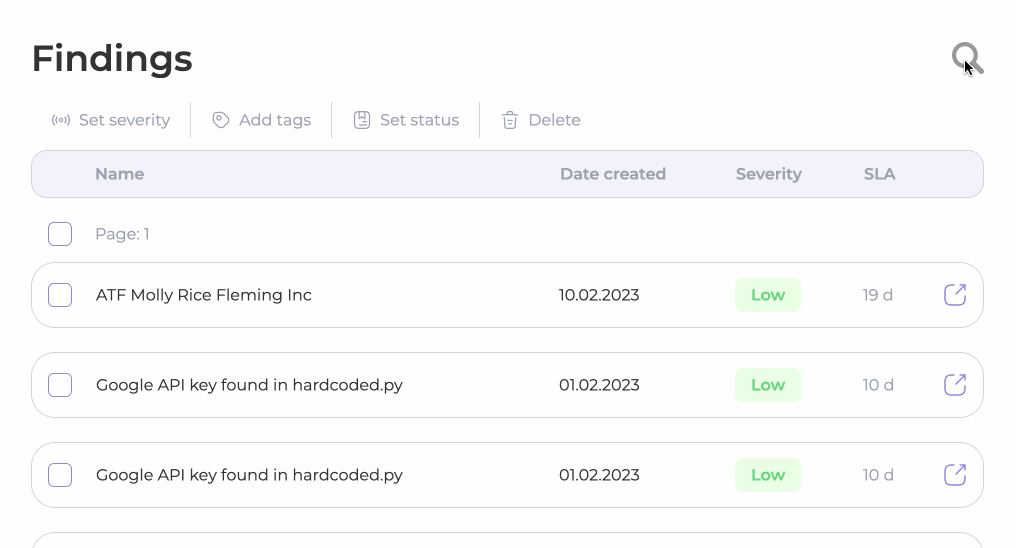 Findings
Set severity Add tags Set status Delete
Name Date created Severity SLA
Page: 1
ATF Molly Rice Fleming Inc 10.02.2023 Low 19 d
Google API key found in hardcoded.py 01.02.2023 Low 10 d
Google API key found in hardcoded.py 01.02.2023 Low 10 d